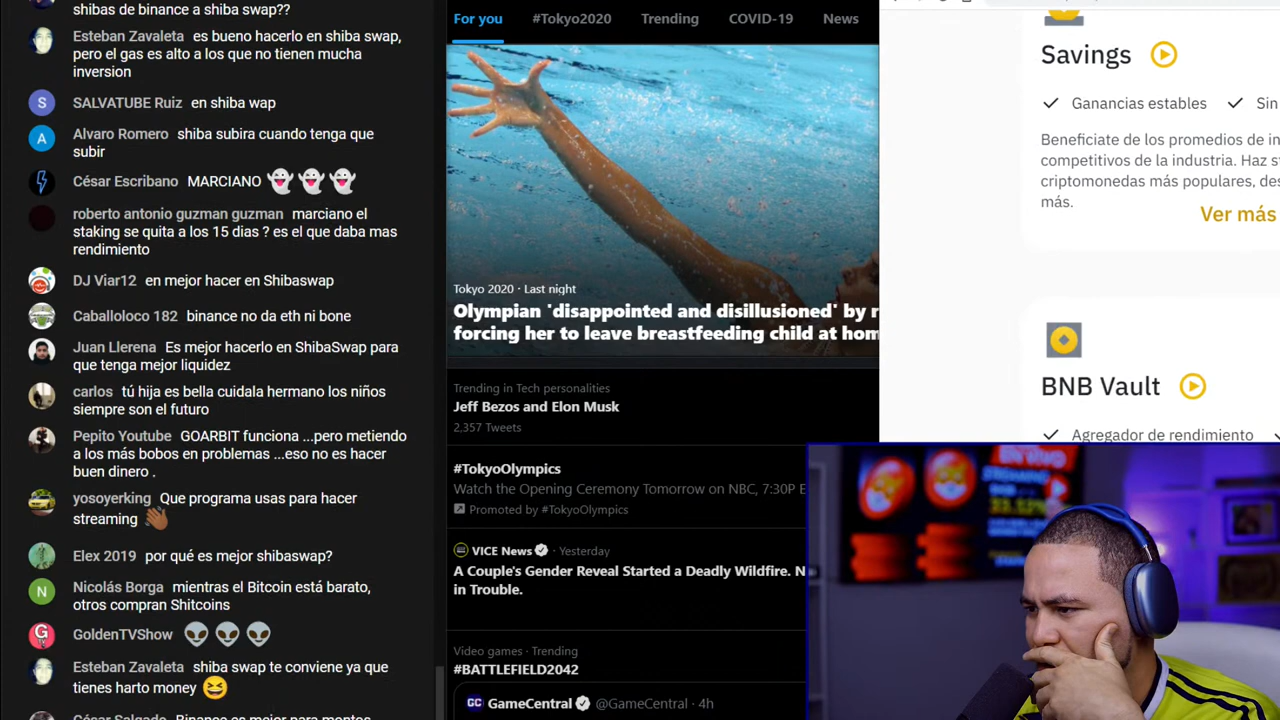 shibas de binance a shiba swap??
Esteban Zavaleta es bueno hacerlo en shiba swap,
pero el gas es alto a los que no tienen mucha
inversion
SALVATUBE Ruiz en shiba wap
Alvaro Romero shiba subira cuando tenga que
subir
César Escribano MARCIANO 👻👻👻
roberto antonio guzman guzman marciano el
staking se quita a los 15 dias ? es el que daba mas
rendimiento
DJ Viar12 en mejor hacer en Shibaswap
Caballoloco 182 binance no da eth ni bone
Juan Llerena Es mejor hacerlo en ShibaSwap para
que tenga mejor liquidez
carlos tú hija es bella cuidala hermano los niños
siempre son el futuro
Pepito Youtube GOARBIT funciona ...pero metiendo
a los más bobos en problemas ...eso no es hacer
buen dinero .
yosoyerking Que programa usas para hacer
streaming 👋🏾
Elex 2019 por qué es mejor shibaswap?
Nicolás Borga mientras el Bitcoin está barato,
otros compran Shitcoins
GoldenTVShow 👽👽👽
Esteban Zavaleta shiba swap te conviene ya que
tienes harto money 😆
César Salgado Binance es mejor para montos
For you #Tokyo2020 Trending COVID-19 News
Tokyo 2020 · Last night
Olympian 'disappointed and disillusioned' by r
forcing her to leave breastfeeding child at hom
Trending in Tech personalities
Jeff Bezos and Elon Musk
2,357 Tweets
#TokyoOlympics
Watch the Opening Ceremony Tomorrow on NBC, 7:30P E
Promoted by #TokyoOlympics
VICE News · Yesterday
A Couple's Gender Reveal Started a Deadly Wildfire. N
in Trouble.
Video games · Trending
#BATTLEFIELD2042
GC GameCentral @GameCentral · 4h
Savings
Ganancias estables Sin
Beneficiate de los promedios de in
competitivos de la industria. Haz s
criptomonedas más populares, des
más.
Ver más
BNB Vault
Agregador de rendimiento
EN VIVO
STREAMING